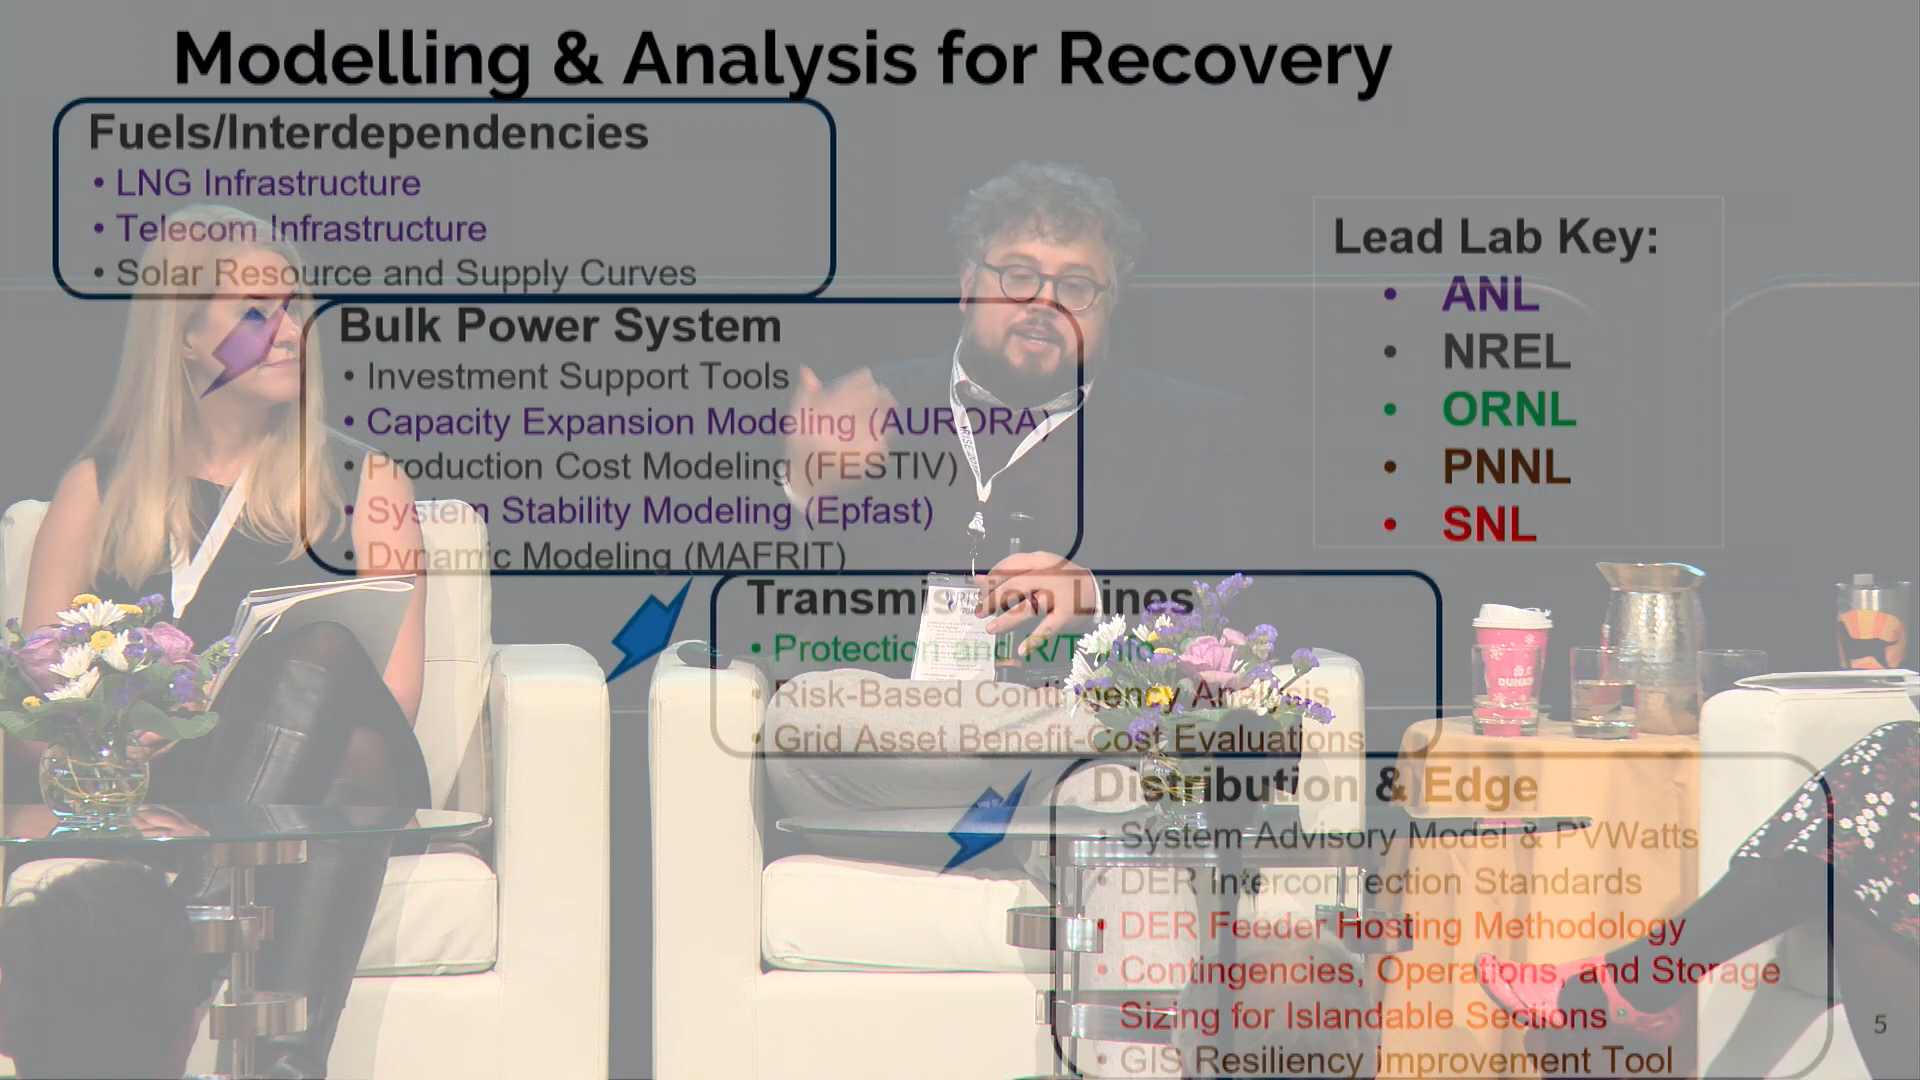 Modelling & Analysis for Recovery
Fuels/Interdependencies
• LNG Infrastructure
• Telecom Infrastructure
• Solar Resource and Supply Curves
Bulk Power System
• Investment Support Tools
• Capacity Expansion Modeling (AURORA)
• Production Cost Modeling (FESTIV)
• System Stability Modeling (Epfast)
• Dynamic Modeling (MAFRIT)
Transmission Lines
• Protection and R/T Info
• Risk-Based Contingency Analysis
• Grid Asset Benefit-Cost Evaluations
Distribution & Edge
• System Advisory Model & PVWatts
• DER Interconnection Standards
• DER Feeder Hosting Methodology
• Contingencies, Operations, and Storage
Sizing for Islandable Sections
• GIS Resiliency Improvement Tool
Lead Lab Key:
• ANL
• NREL
• ORNL
• PNNL
• SNL
5